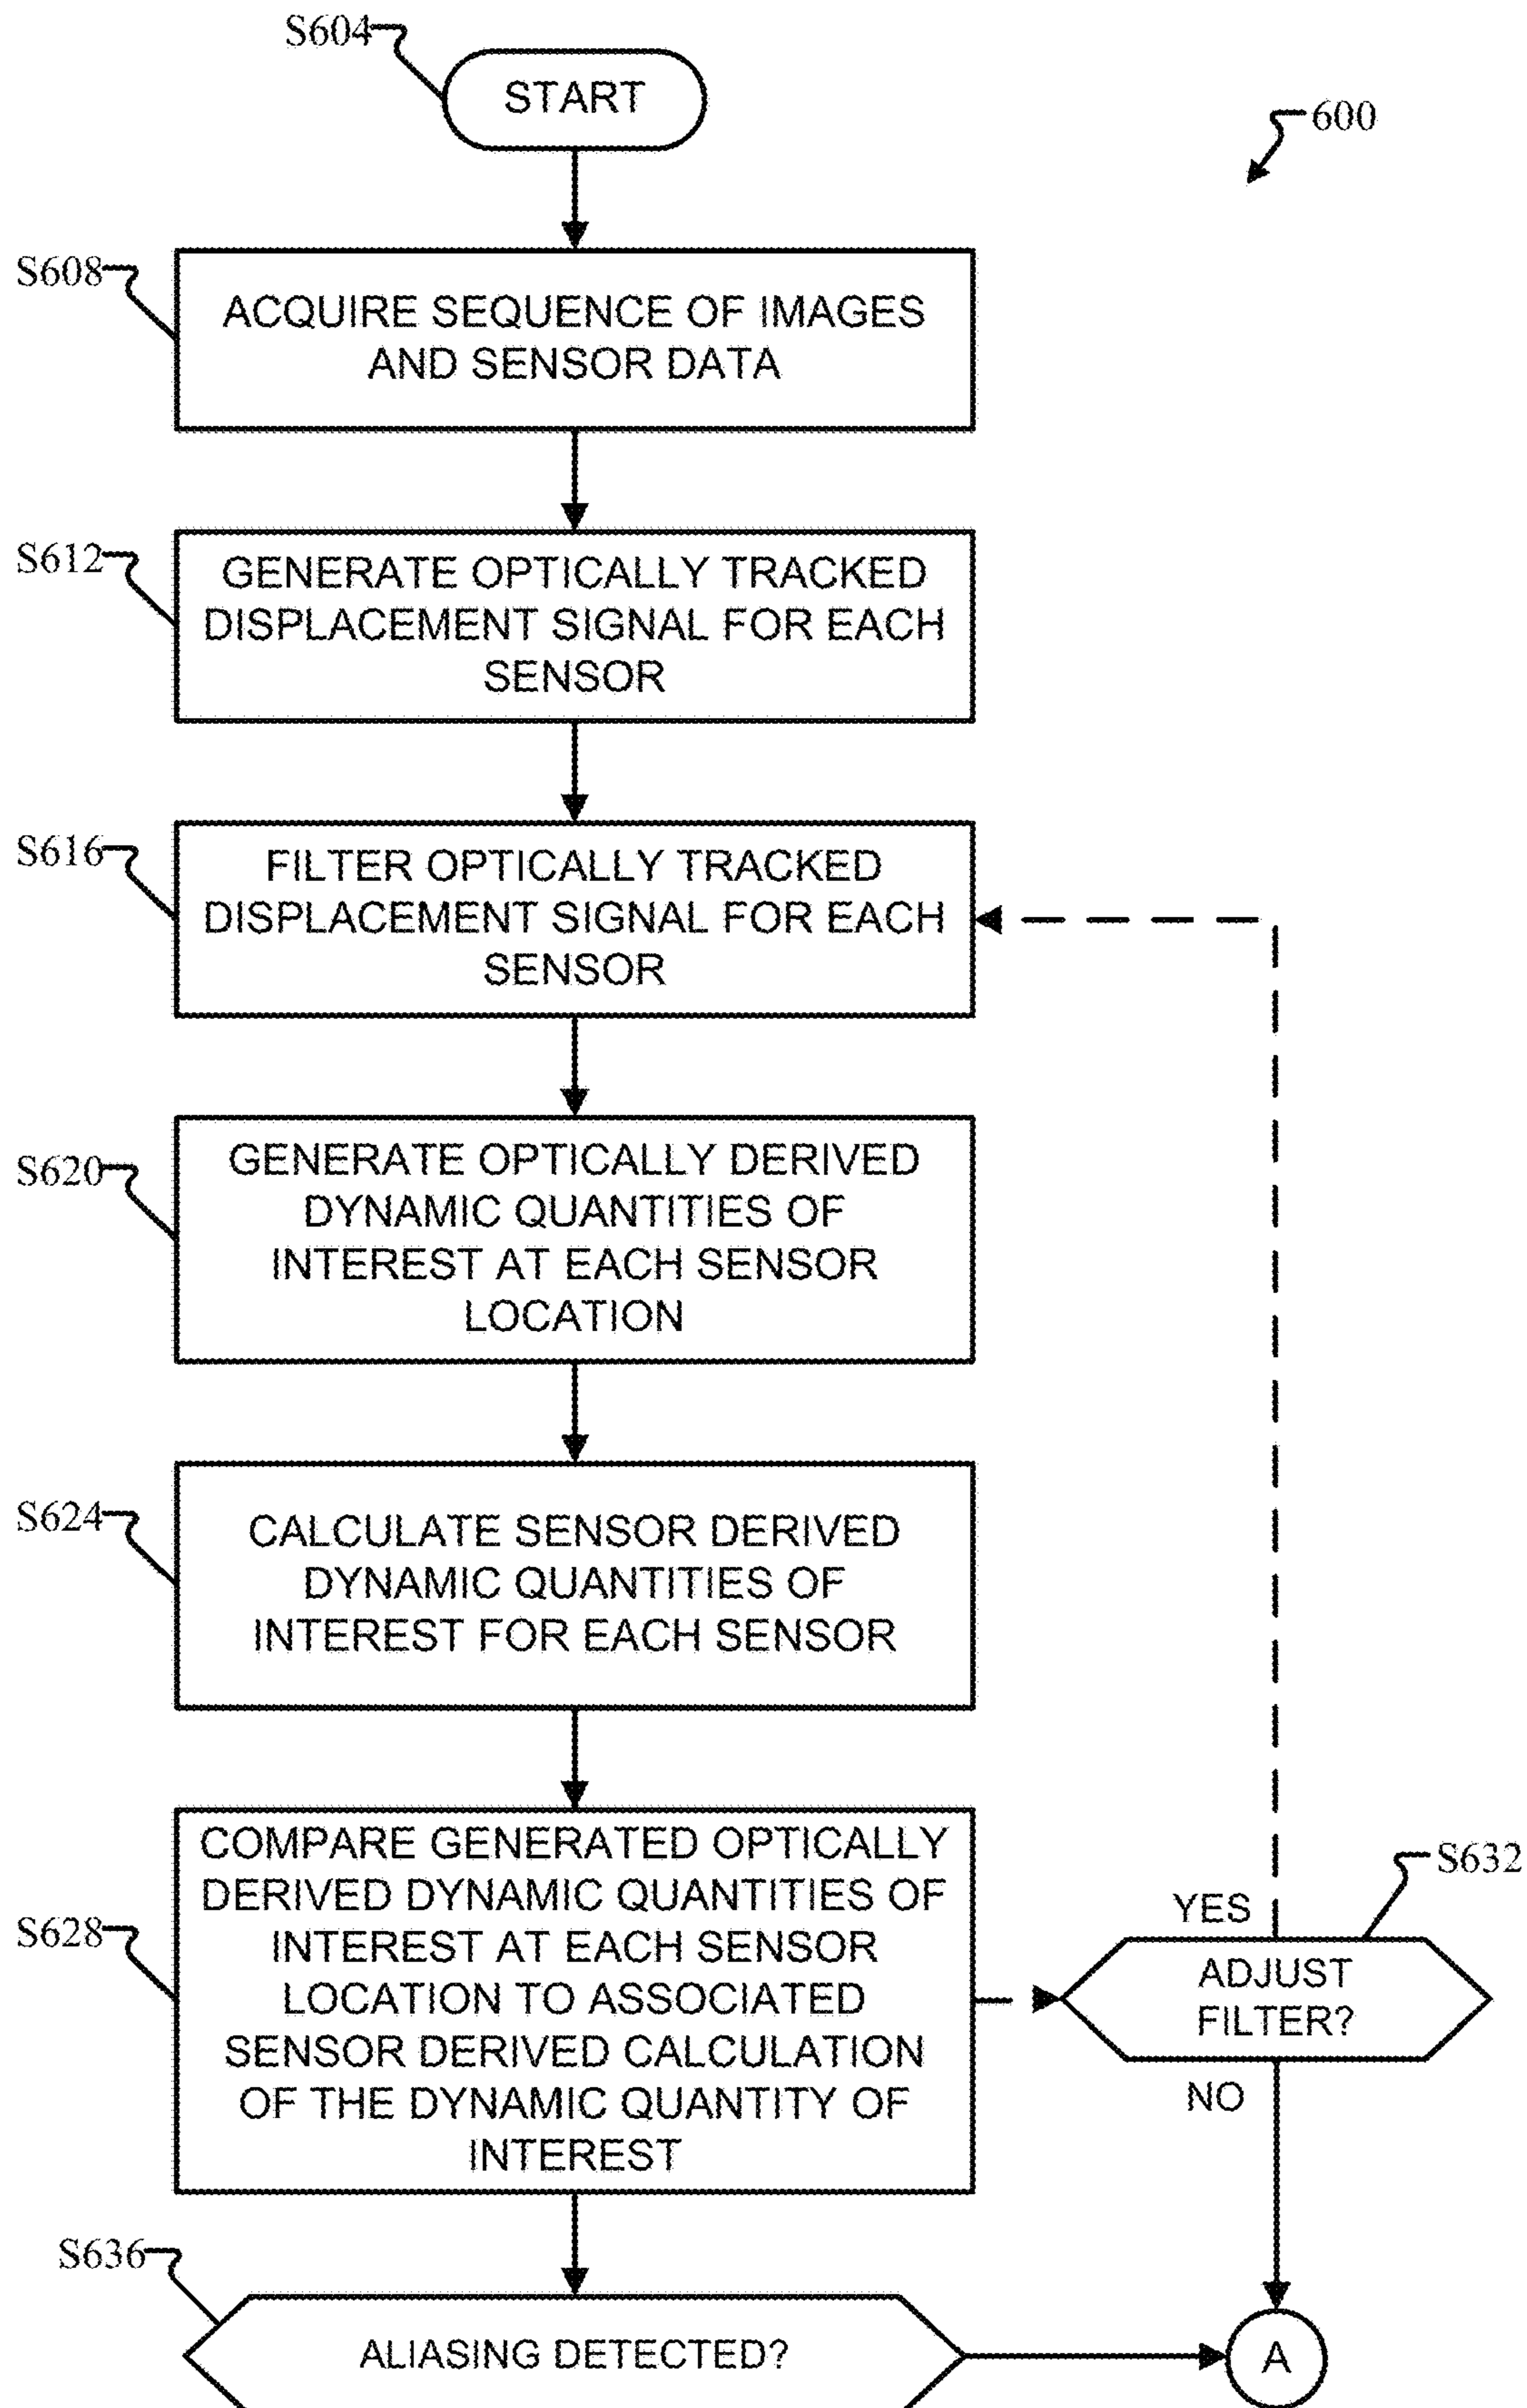 S604
START
600
S608
ACQUIRE SEQUENCE OF IMAGES
AND SENSOR DATA
S612
GENERATE OPTICALLY TRACKED
DISPLACEMENT SIGNAL FOR EACH
SENSOR
S616
FILTER OPTICALLY TRACKED
DISPLACEMENT SIGNAL FOR EACH
SENSOR
S620
GENERATE OPTICALLY DERIVED
DYNAMIC QUANTITIES OF
INTEREST AT EACH SENSOR
LOCATION
S624
CALCULATE SENSOR DERIVED
DYNAMIC QUANTITIES OF
INTEREST FOR EACH SENSOR
S628
COMPARE GENERATED OPTICALLY
DERIVED DYNAMIC QUANTITIES OF
INTEREST AT EACH SENSOR
LOCATION TO ASSOCIATED
SENSOR DERIVED CALCULATION
OF THE DYNAMIC QUANTITY OF
INTEREST
S632
YES
ADJUST
FILTER?
NO
S636
ALIASING DETECTED?
A